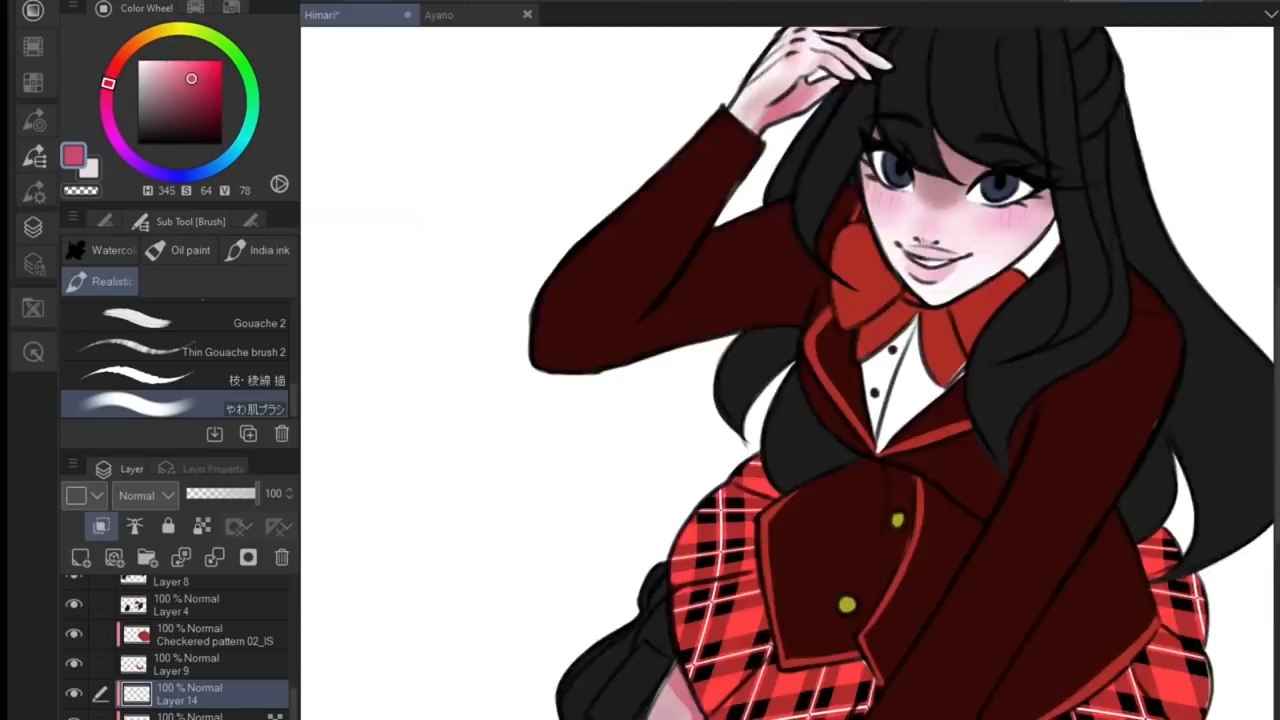 Color Wheel
Himari*
Ayano
H 345 S 64 V 78
Sub Tool [Brush]
Oil paint
India ink
Realistic
Gouache 2
Thin Gouache brush 2
枝・稜線 描
やわ肌ブラシ
Layer
Layer Property
Normal
100
Layer 8
100 % Normal
Layer 4
100 % Normal
Checkered pattern 02_IS
100 % Normal
Layer 9
100 % Normal
Layer 14
100 % Normal